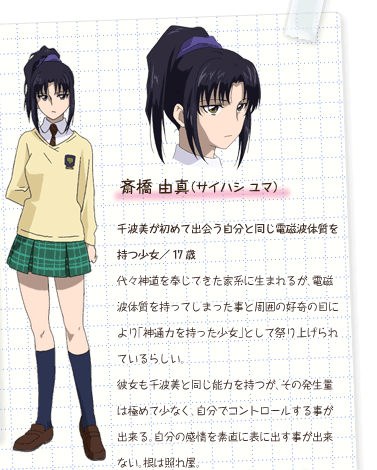 斎橋 由真(サイハシ ユマ)
千波美が初めて出会う自分と同じ電磁波体質を
持つ少女／17歳
代々神道を奉じてきた家系に生まれるが、電磁
波体質を持ってしまった事と周囲の好奇の目に
より「神通力を持った少女」として祭り上げられ
ているらしい。
彼女も千波美と同じ能力を持つが、その発生量
は極めて少なく、自分でコントロールする事が
出来る。自分の感情を素直に表に出す事が出来
ない。根は照れ屋。